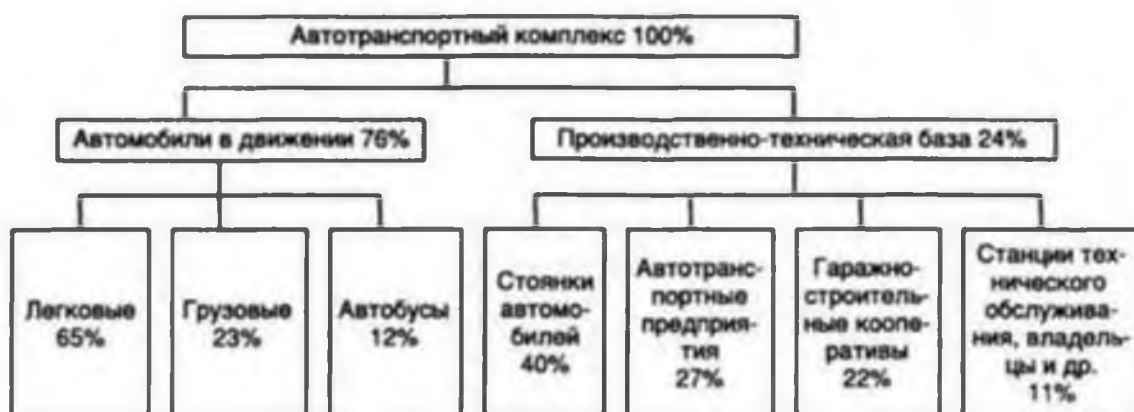 Автотранспортный комплекс 100%
Автомобили в движении 76%
Производственно-техническая база 24%
Легковые
65%
Грузовые
23%
Автобусы
12%
Стоянки
автомо-
билей
40%
Автотранс-
портные
предприя-
тия
27%
Гаражно-
строитель-
ные коопе-
ративы
22%
Станции тех-
нического
обслужива-
ния, владель-
цы и др.
11%